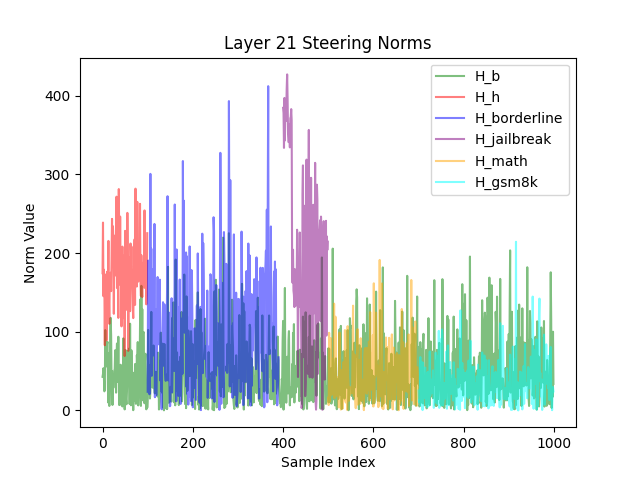 Layer 21 Steering Norms
Norm Value
400
300
200
100
0
0
200
400
600
800
1000
Sample Index
H_b
H_h
H_borderline
H_jailbreak
H_math
H_gsm8k